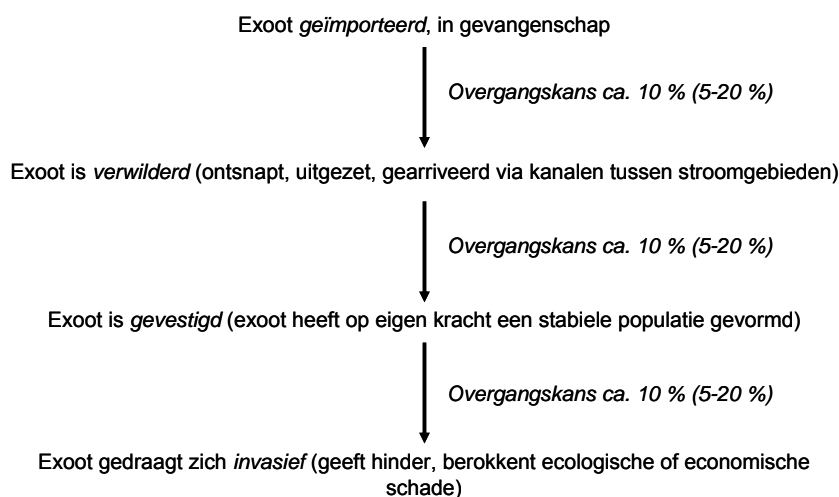 Exoot geïmporteerd, in gevangenschap
Overgangskans ca. 10 % (5-20 %)
Exoot is verwilderd (ontsnapt, uitgezet, gearriveerd via kanalen tussen stroomgebieden)
Overgangskans ca. 10 % (5-20 %)
Exoot is gevestigd (exoot heeft op eigen kracht een stabiele populatie gevormd)
Overgangskans ca. 10 % (5-20 %)
Exoot gedraagt zich invasief (geeft hinder, berokkent ecologische of economische
schade)